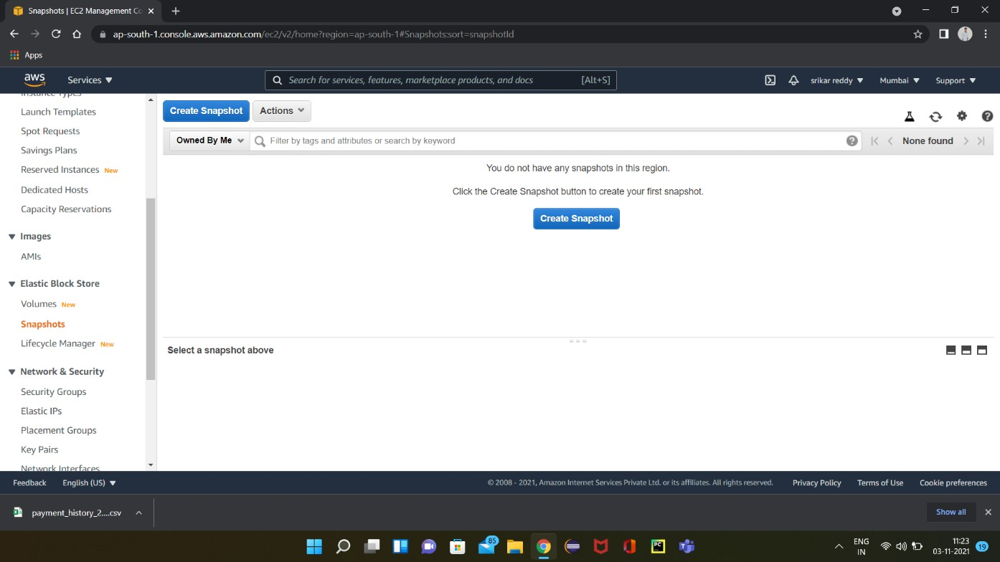 Snapshots | EC2 Management Co
ap-south-1.console.aws.amazon.com/ec2/v2/home?region=ap-south-1#Snapshots:sort=snapshotId
Apps
aws
Services
Search for services, features, marketplace products, and docs [Alt+S]
srikar reddy
Mumbai
Support
Instance Types
Launch Templates
Spot Requests
Savings Plans
Reserved Instances New
Dedicated Hosts
Capacity Reservations
Images
AMIs
Elastic Block Store
Volumes New
Snapshots
Lifecycle Manager New
Network & Security
Security Groups
Elastic IPs
Placement Groups
Key Pairs
Network Interfaces
Create Snapshot
Actions
Owned By Me
Filter by tags and attributes or search by keyword
None found
You do not have any snapshots in this region.
Click the Create Snapshot button to create your first snapshot.
Create Snapshot
Select a snapshot above
Feedback
English (US)
© 2008 - 2021, Amazon Internet Services Private Ltd. or its affiliates. All rights reserved.
Privacy Policy
Terms of Use
Cookie preferences
payment_history_2....csv
Show all
85
PC
ENG
IN
11:23
03-11-2021
19